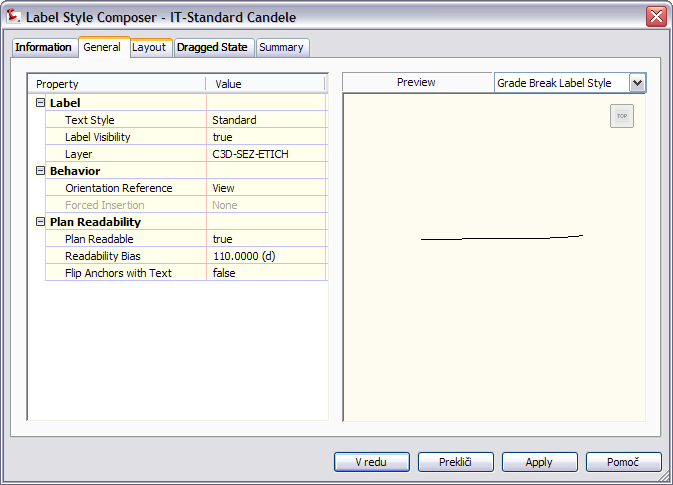 Label Style Composer - IT-Standard Candele
Information General Layout Dragged State Summary
Property Value
Label
Text Style Standard
Label Visibility true
Layer C3D-SEZ-ETICH
Behavior
Orientation Reference View
Forced Insertion None
Plan Readability
Plan Readable true
Readability Bias 110.0000 (d)
Flip Anchors with Text false
Preview Grade Break Label Style
TOP
V redu Prekliči Apply Pomoč